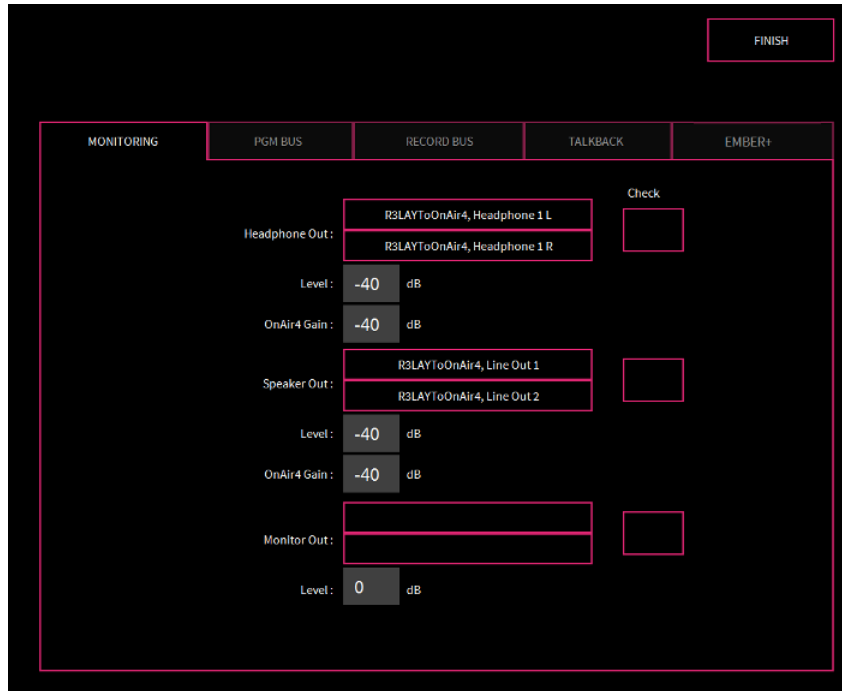 FINISH
MONITORING PGM BUS RECORD BUS TALKBACK EMBER+
Check
R3LAYToOnAir4, Headphone 1 L
Headphone Out :
R3LAYToOnAir4, Headphone 1 R
Level : -40 dB
OnAir4 Gain : -40 dB
R3LAYToOnAir4, Line Out 1
Speaker Out :
R3LAYToOnAir4, Line Out 2
Level : -40 dB
OnAir4 Gain : -40 dB
Monitor Out :
Level : 0 dB